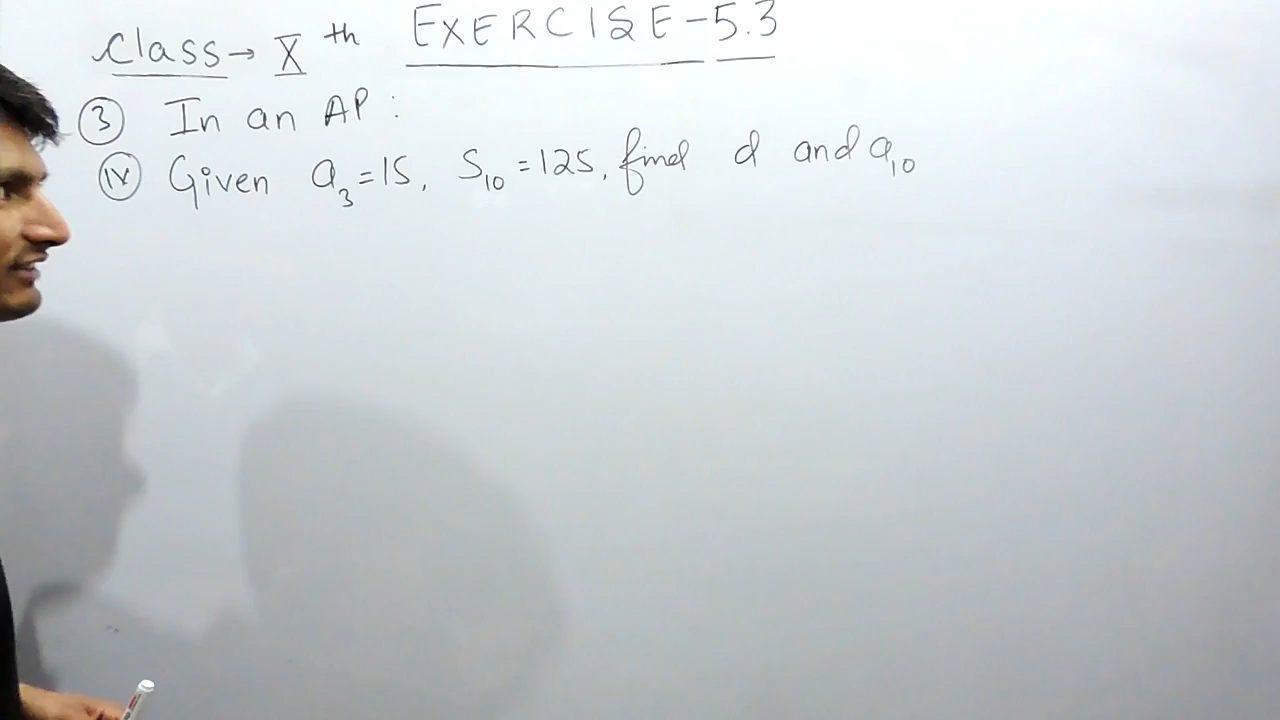 Class → X th EXERCISE-5.3
3 In an AP:
iv Given a3=15, S10=125, find d and a10